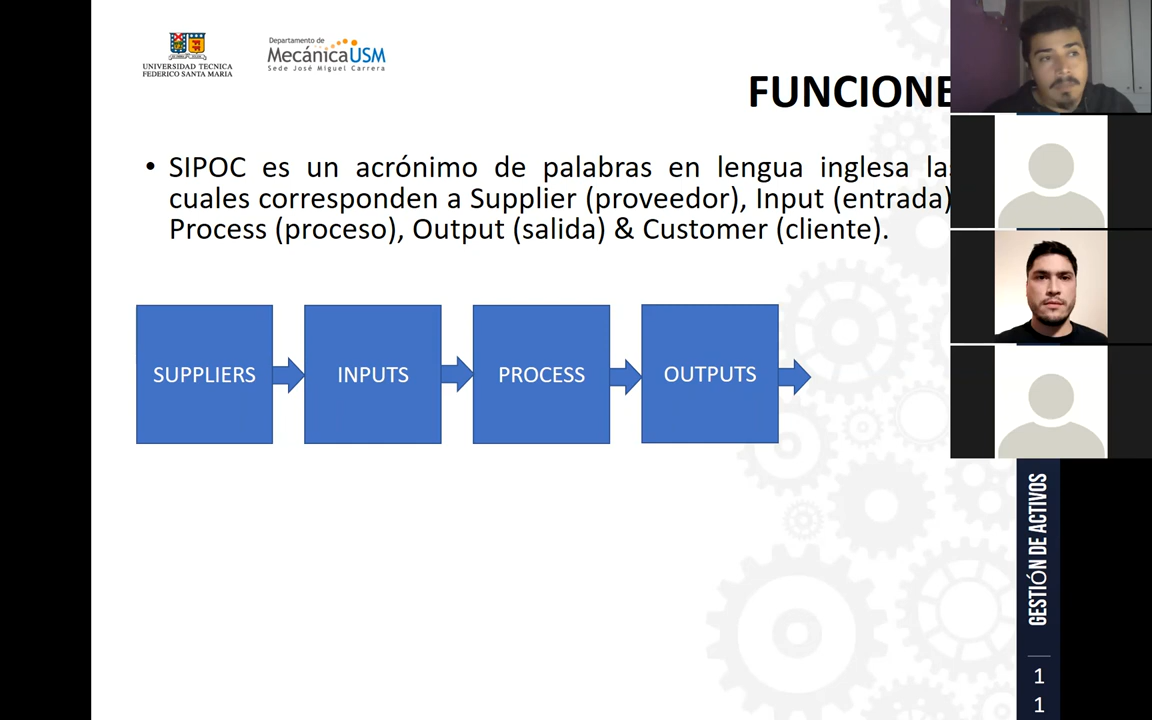 UNIVERSIDAD TECNICA
FEDERICO SANTA MARIA
Departamento de
MecánicaUSM
Sede José Miguel Carrera
FUNCIONE
• SIPOC es un acrónimo de palabras en lengua inglesa la
cuales corresponden a Supplier (proveedor), Input (entrada)
Process (proceso), Output (salida) & Customer (cliente).
SUPPLIERS
INPUTS
PROCESS
OUTPUTS
GESTIÓN DE ACTIVOS
1
1